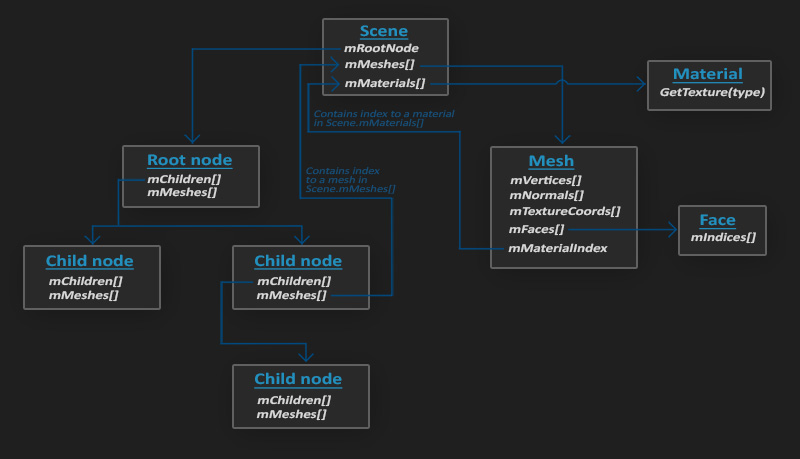 Scene
mRootNode
mMeshes[]
mMaterials[]
Material
GetTexture(type)
Contains index to a material
in Scene.mMaterials[]
Root node
mChildren[]
mMeshes[]
Contains index
to a mesh in
Scene.mMeshes[]
Mesh
mVertices[]
mNormals[]
mTextureCoords[]
mFaces[]
mMaterialIndex
Face
mIndices[]
Child node
mChildren[]
mMeshes[]
Child node
mChildren[]
mMeshes[]
Child node
mChildren[]
mMeshes[]